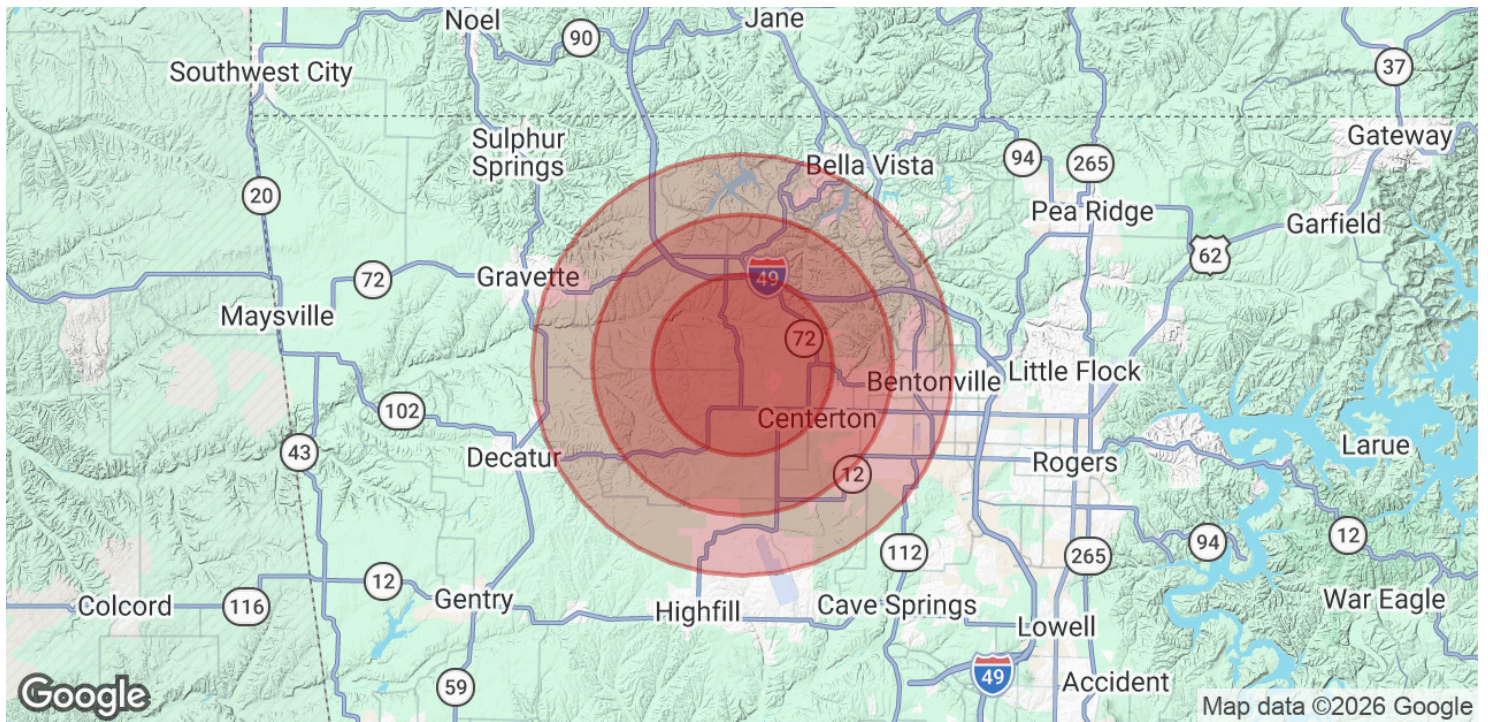 Noel
Jane
90
Southwest City
37
Sulphur
Springs
Gateway
Bella Vista
94
265
20
Pea Ridge
Garfield
62
72
Gravette
49
Maysville
72
Bentonville
Little Flock
102
Centerton
43
Decatur
Rogers
Larue
12
12
112
265
94
12
12
Colcord
116
Gentry
Highfill
Cave Springs
War Eagle
Lowell
59
49
Accident
Google
Map data ©2026 Google